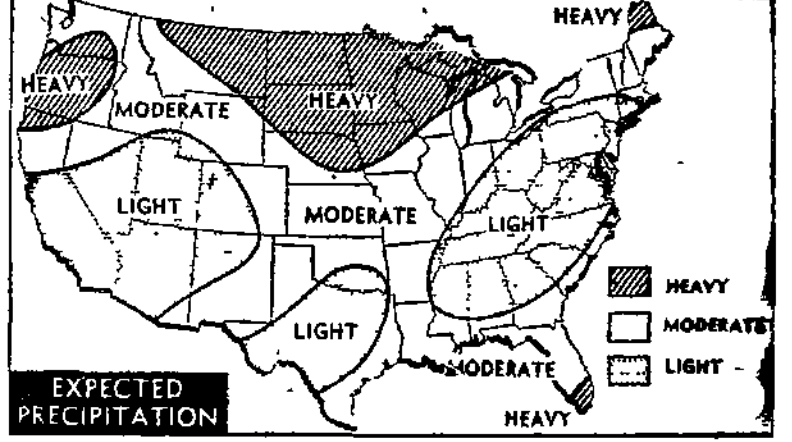 HEAVY
HEAVY
MODERATE
HEAVY
LIGHT
MODERATE
LIGHT
LIGHT
HEAVY
MODERATE
LIGHT
MODERATE
HEAVY
EXPECTED
PRECIPITATION